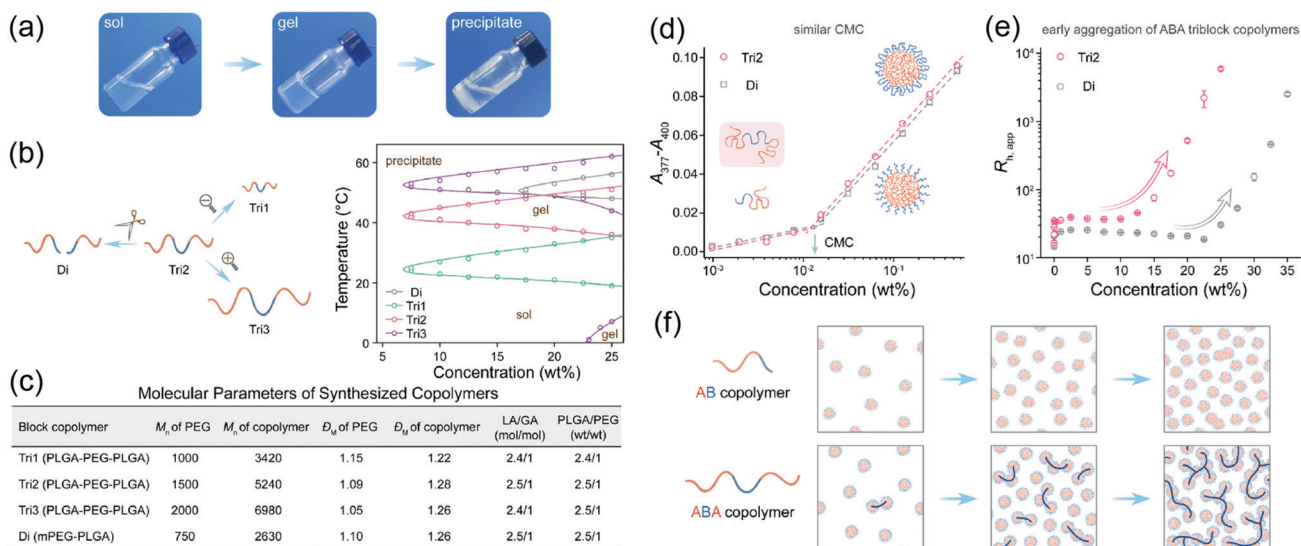 (a)
sol
gel
precipitate
(b)
Di
Tri2
Tri1
Tri3
precipitate
gel
sol
gel
Di
Tri1
Tri2
Tri3
Temperature (°C)
60
40
20
0
5
10
15
20
25
Concentration (wt%)
(c)
Molecular Parameters of Synthesized Copolymers
Block copolymer Mn of PEG Mn of copolymer ĐM of PEG ĐM of copolymer LA/GA (mol/mol) PLGA/PEG (wt/wt)
Tri1 (PLGA-PEG-PLGA) 1000 3420 1.15 1.22 2.4/1 2.4/1
Tri2 (PLGA-PEG-PLGA) 1500 5240 1.09 1.28 2.5/1 2.5/1
Tri3 (PLGA-PEG-PLGA) 2000 6980 1.05 1.26 2.4/1 2.5/1
Di (mPEG-PLGA) 750 2630 1.10 1.26 2.5/1 2.5/1
(d)
similar CMC
Tri2
Di
A377-A400
0.10
0.08
0.06
0.04
0.02
0.00
CMC
10-3
10-2
10-1
Concentration (wt%)
(e)
early aggregation of ABA triblock copolymers
Tri2
Di
Rh, app
104
103
102
101
0
5
10
15
20
25
30
35
Concentration (wt%)
(f)
AB copolymer
ABA copolymer